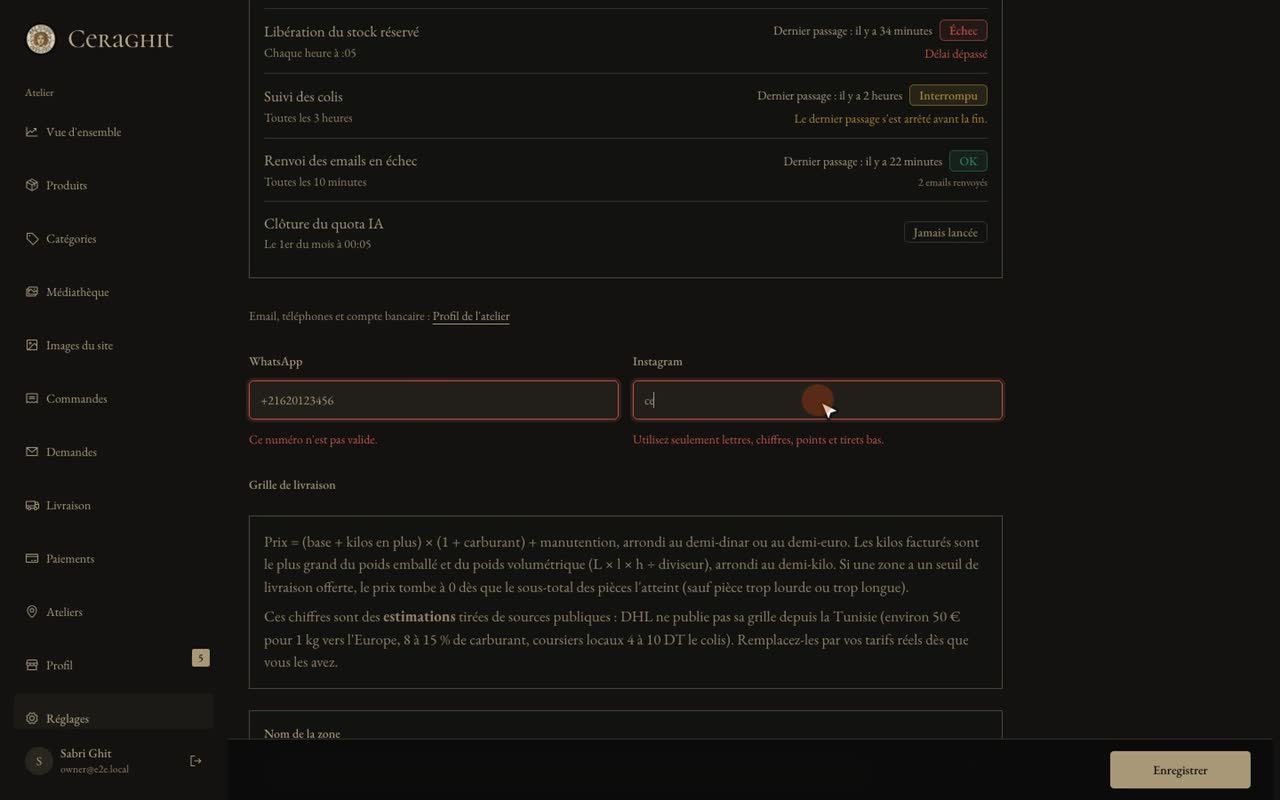 CERAGHIT
Atelier
Vue d'ensemble
Produits
Catégories
Médiathèque
Images du site
Commandes
Demandes
Livraison
Paiements
Ateliers
Profil
5
Réglages
S
Sabri Ghit
owner@e2e.local
Libération du stock réservé
Dernier passage : il y a 34 minutes
Échec
Chaque heure à :05
Délai dépassé
Suivi des colis
Dernier passage : il y a 2 heures
Interrompu
Toutes les 3 heures
Le dernier passage s'est arrêté avant la fin.
Renvoi des emails en échec
Dernier passage : il y a 22 minutes
OK
Toutes les 10 minutes
2 emails renvoyés
Clôture du quota IA
Le 1er du mois à 00:05
Jamais lancée
Email, téléphones et compte bancaire : Profil de l'atelier
WhatsApp
Instagram
+21620123456
ce
Ce numéro n'est pas valide.
Utilisez seulement lettres, chiffres, points et tirets bas.
Grille de livraison
Prix = (base + kilos en plus) × (1 + carburant) + manutention, arrondi au demi-dinar ou au demi-euro. Les kilos facturés sont
le plus grand du poids emballé et du poids volumétrique (L × l × h ÷ diviseur), arrondi au demi-kilo. Si une zone a un seuil de
livraison offerte, le prix tombe à 0 dès que le sous-total des pièces l'atteint (sauf pièce trop lourde ou trop longue).
Ces chiffres sont des estimations tirées de sources publiques : DHL ne publie pas sa grille depuis la Tunisie (environ 50 €
pour 1 kg vers l'Europe, 8 à 15 % de carburant, coursiers locaux 4 à 10 DT le colis). Remplacez-les par vos tarifs réels dès que
vous les avez.
Nom de la zone
Enregistrer